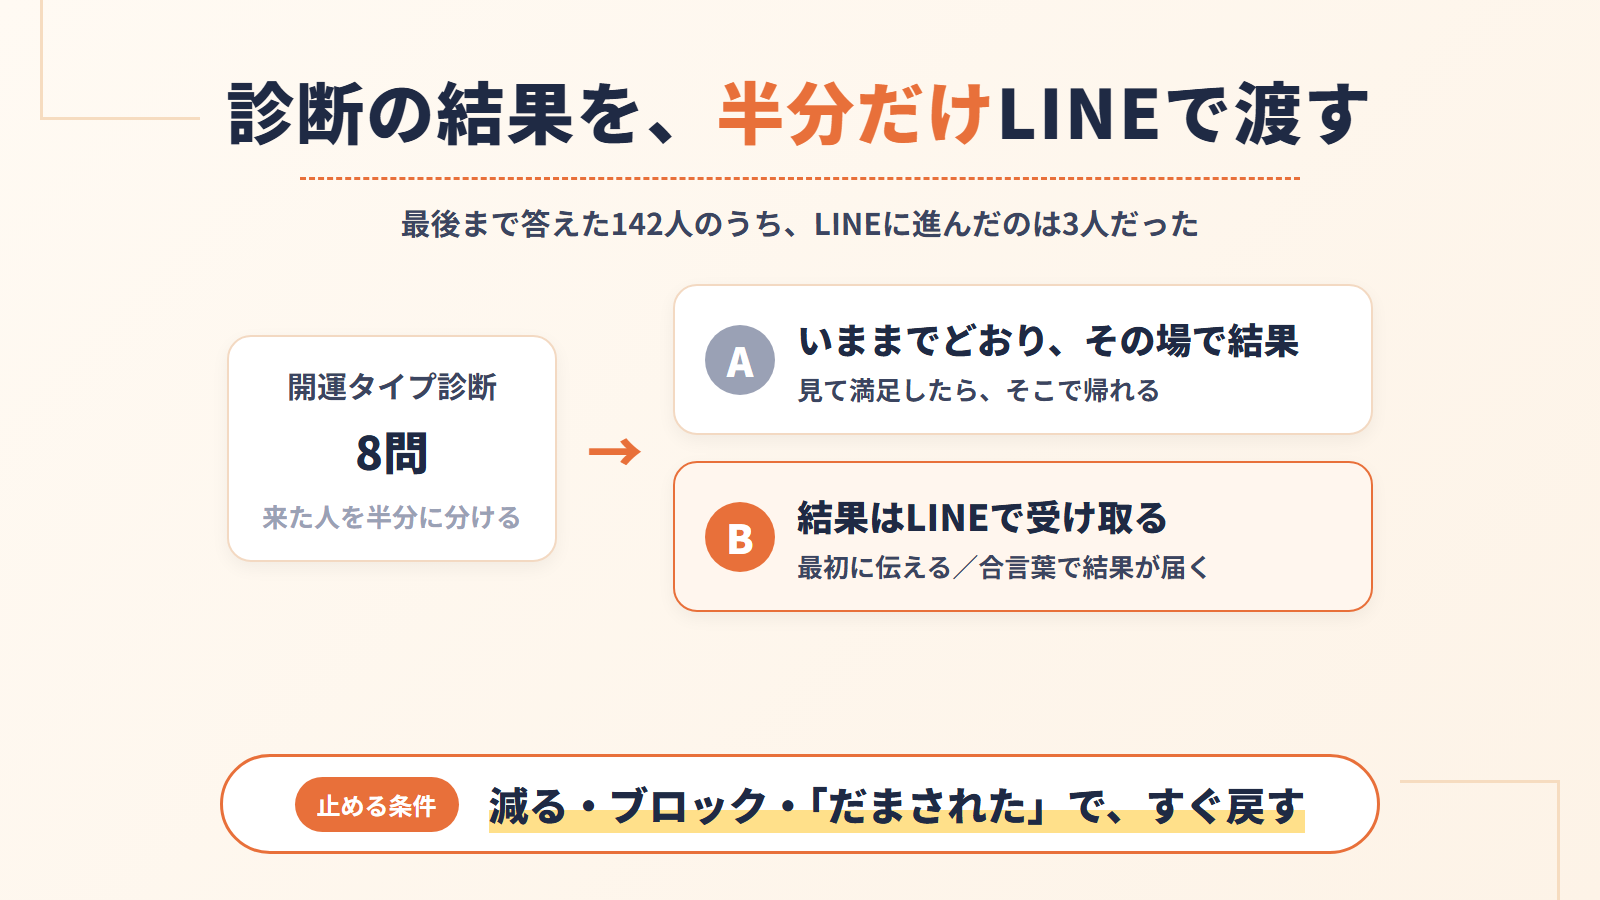 診断の結果を、半分だけLINEで渡す
最後まで答えた142人のうち、LINEに進んだのは3人だった
開運タイプ診断
8問
来た人を半分に分ける
→
A
いままでどおり、その場で結果
見て満足したら、そこで帰れる
B
結果はLINEで受け取る
最初に伝える／合言葉で結果が届く
止める条件
減る・ブロック・「だまされた」で、すぐ戻す